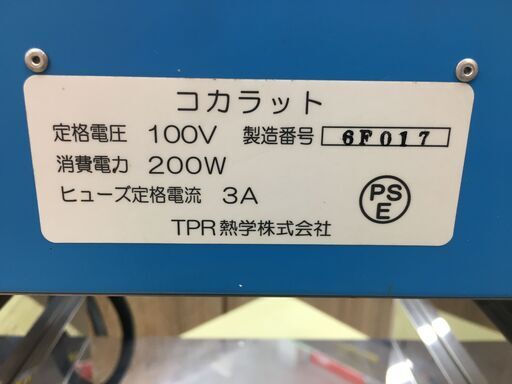 コカラット
定格電圧 100V 製造番号 6F017
消費電力 200W
ヒューズ定格電流 3A
PS
E
TPR熱学株式会社